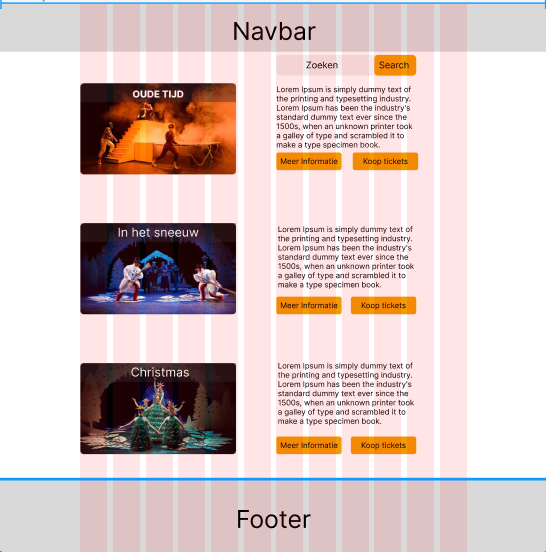 Navbar
Zoeken
Search
OUDE TIJD
Lorem Ipsum is simply dummy text of
the printing and typesetting industry.
Lorem Ipsum has been the industry's
standard dummy text ever since the
1500s, when an unknown printer took
a galley of type and scrambled it to
make a type specimen book.
Meer Informatie
Koop tickets
In het sneeuw
Lorem Ipsum is simply dummy text of
the printing and typesetting industry.
Lorem Ipsum has been the industry's
standard dummy text ever since the
1500s, when an unknown printer took
a galley of type and scrambled it to
make a type specimen book.
Meer Informatie
Koop tickets
Christmas
Lorem Ipsum is simply dummy text of
the printing and typesetting industry.
Lorem Ipsum has been the industry's
standard dummy text ever since the
1500s, when an unknown printer took
a galley of type and scrambled it to
make a type specimen book.
Meer Informatie
Koop tickets
Footer